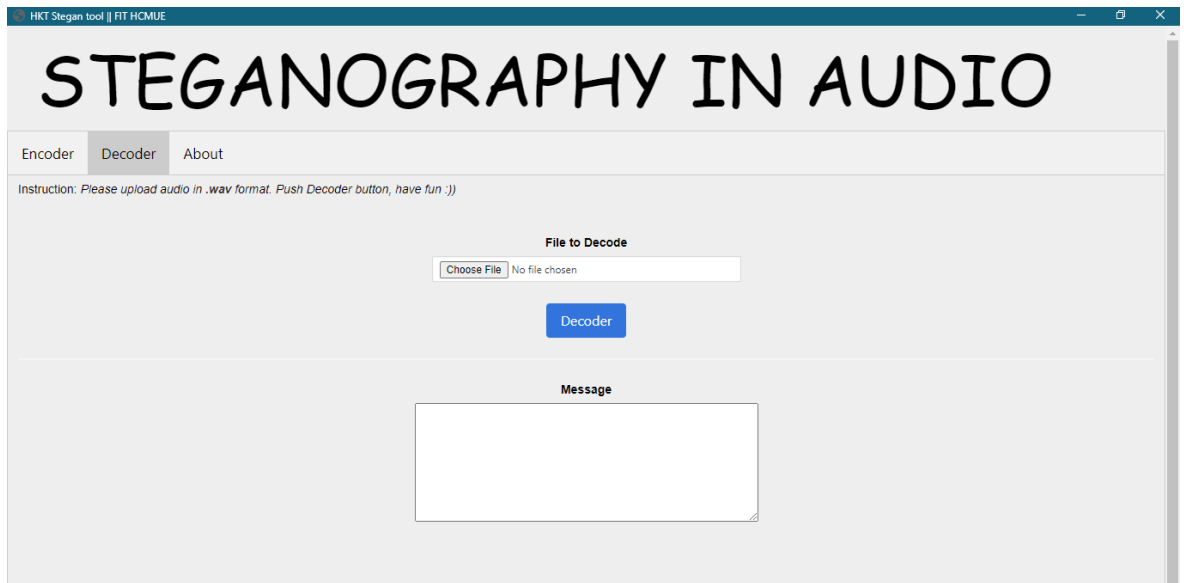 HKT Stegan tool || FIT HCMUE
STEGANOGRAPHY IN AUDIO
Encoder Decoder About
Instruction: Please upload audio in .wav format. Push Decoder button, have fun :))
File to Decode
Choose File No file chosen
Decoder
Message